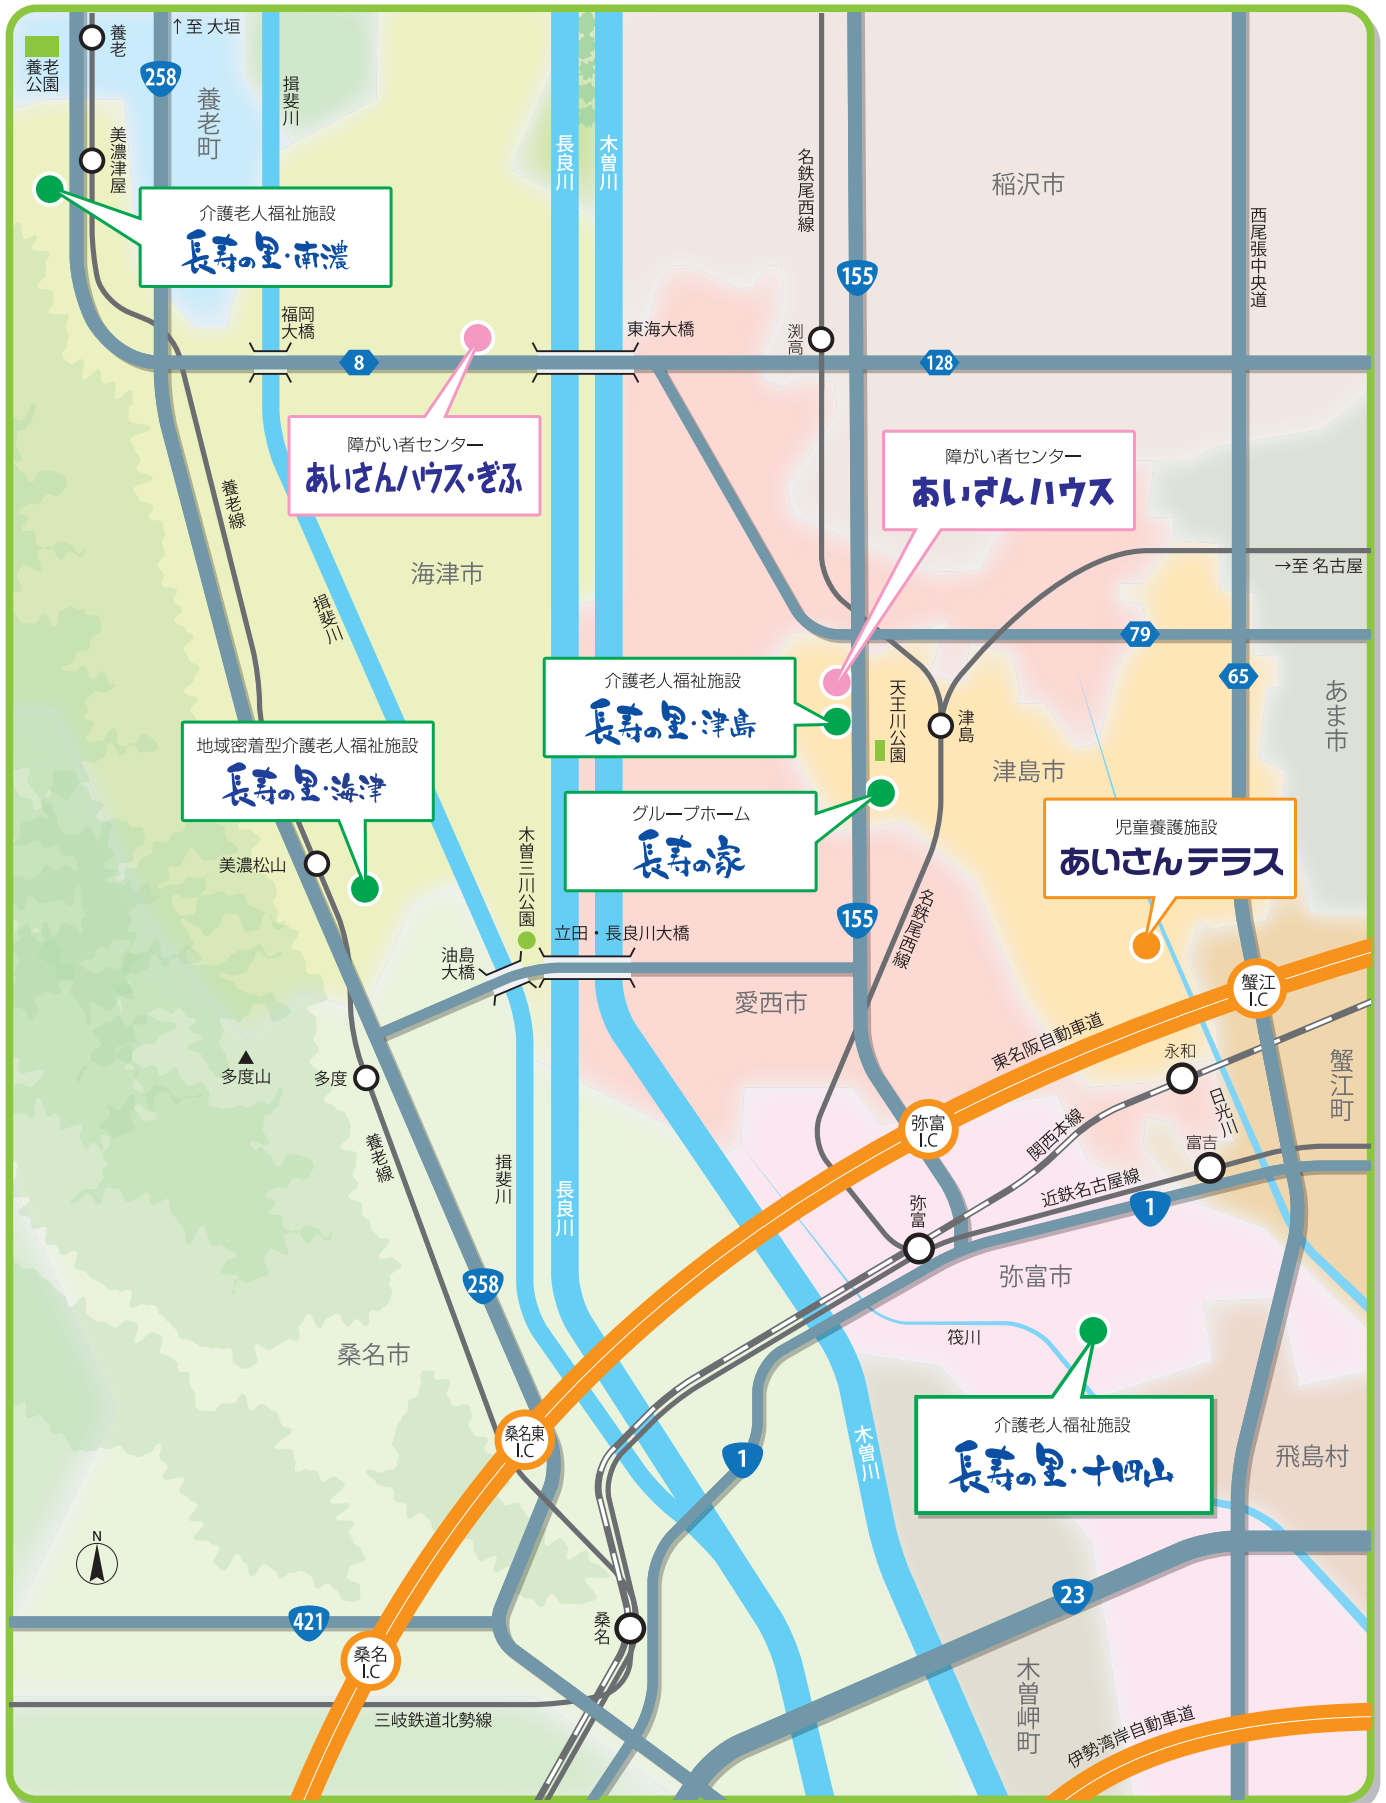 ↑至 大垣
養老
養老
公園
258
養老町
揖斐川
美濃津屋
長良川
木曽川
名鉄尾西線
稲沢市
西尾張中央道
介護老人福祉施設
長寿の里・南濃
155
福岡
大橋
東海大橋
渕高
8
128
障がい者センター
あいさんハウス・ぎふ
障がい者センター
あいさんハウス
養老線
海津市
→至 名古屋
揖斐川
79
65
介護老人福祉施設
長寿の里・津島
天王川公園
津島
あま市
地域密着型介護老人福祉施設
長寿の里・海津
津島市
グループホーム
長寿の家
児童養護施設
あいさんテラス
美濃松山
木曽三川公園
155
名鉄尾西線
立田・長良川大橋
油島
大橋
愛西市
蟹江
I.C
東名阪自動車道
永和
多度山
多度
蟹江町
日光川
弥富
I.C
関西本線
富吉
養老線
揖斐川
長良川
近鉄名古屋線
1
弥富
258
弥富市
筏川
桑名市
介護老人福祉施設
長寿の里・十四山
桑名東
I.C
木曽川
1
飛島村
N
23
421
桑名
桑名
I.C
木曽岬町
三岐鉄道北勢線
伊勢湾岸自動車道